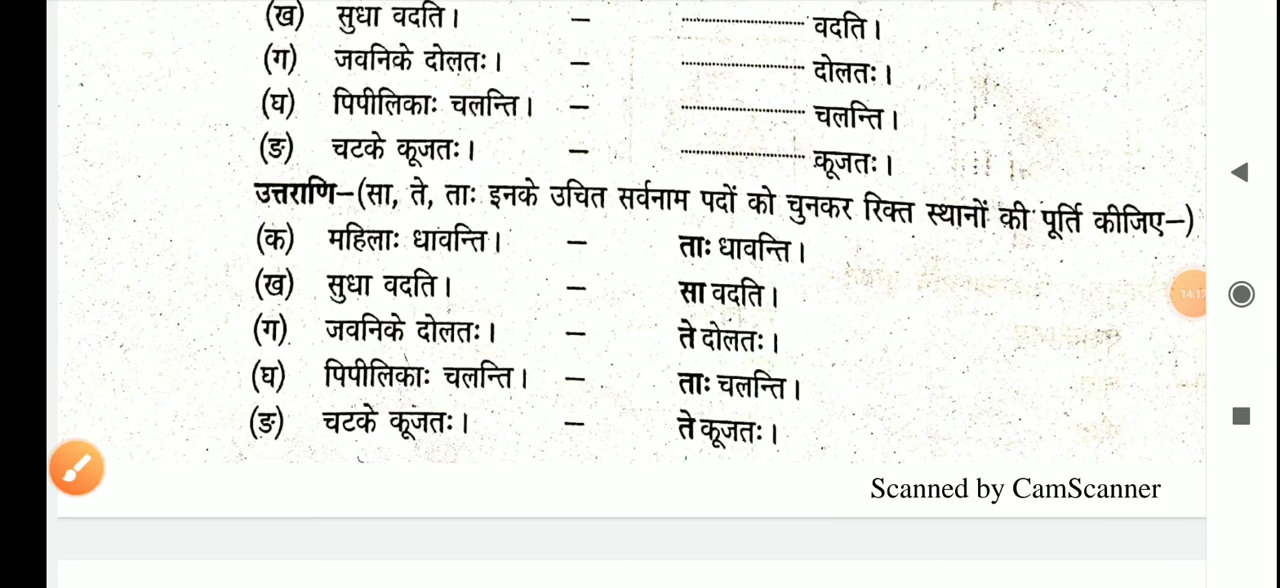 (ख) सुधा वदति। – ........................ वदति।
(ग) जवनिके दोलतः। – ........................ दोलतः।
(घ) पिपीलिकाः चलन्ति। – ........................ चलन्ति।
(ङ) चटके कूजतः। – ........................ कूजतः।
उत्तराणि–(सा, ते, ताः इनके उचित सर्वनाम पदों को चुनकर रिक्त स्थानों की पूर्ति कीजिए–)
(क) महिलाः धावन्ति। – ताः धावन्ति।
(ख) सुधा वदति। – सा वदति।
(ग) जवनिके दोलतः। – ते दोलतः।
(घ) पिपीलिकाः चलन्ति। – ताः चलन्ति।
(ङ) चटके कूजतः। – ते कूजतः।
Scanned by CamScanner